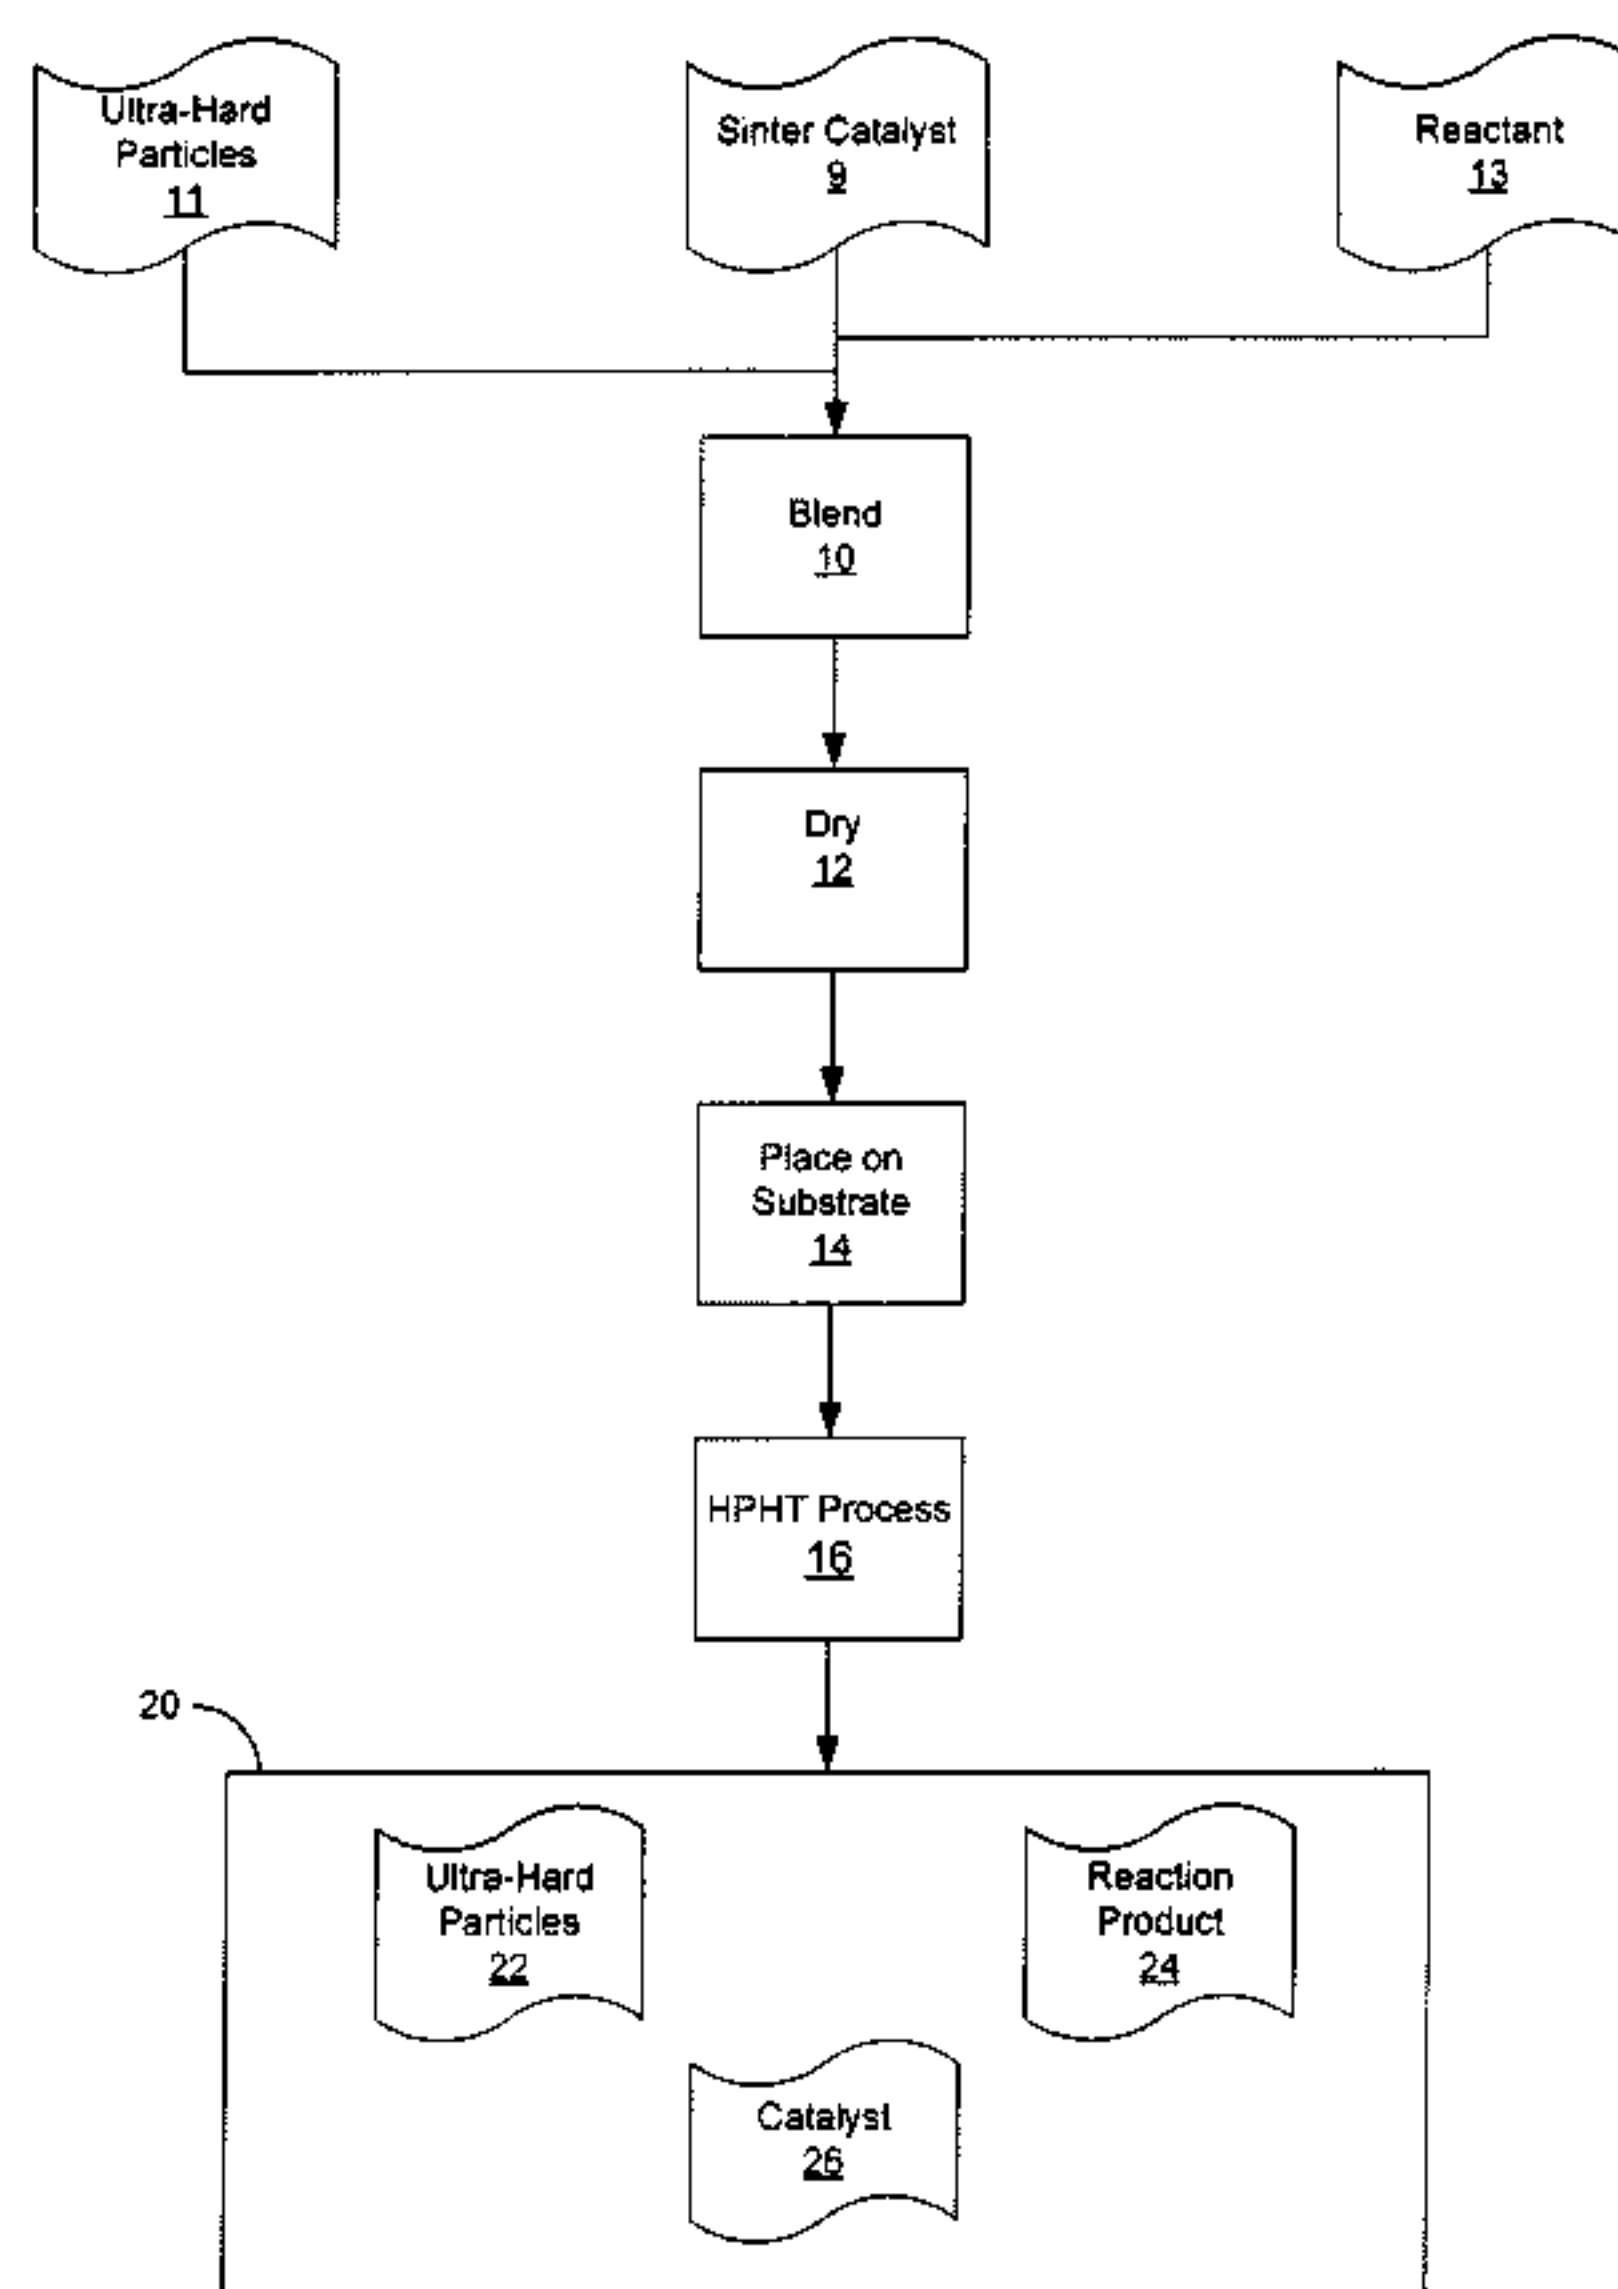 Ultra-Hard
Particles
11
Sinter Catalyst
9
Reactant
13
Blend
10
Dry
12
Place on
Substrate
14
HPHT Process
16
20
Ultra-Hard
Particles
22
Reaction
Product
24
Catalyst
26